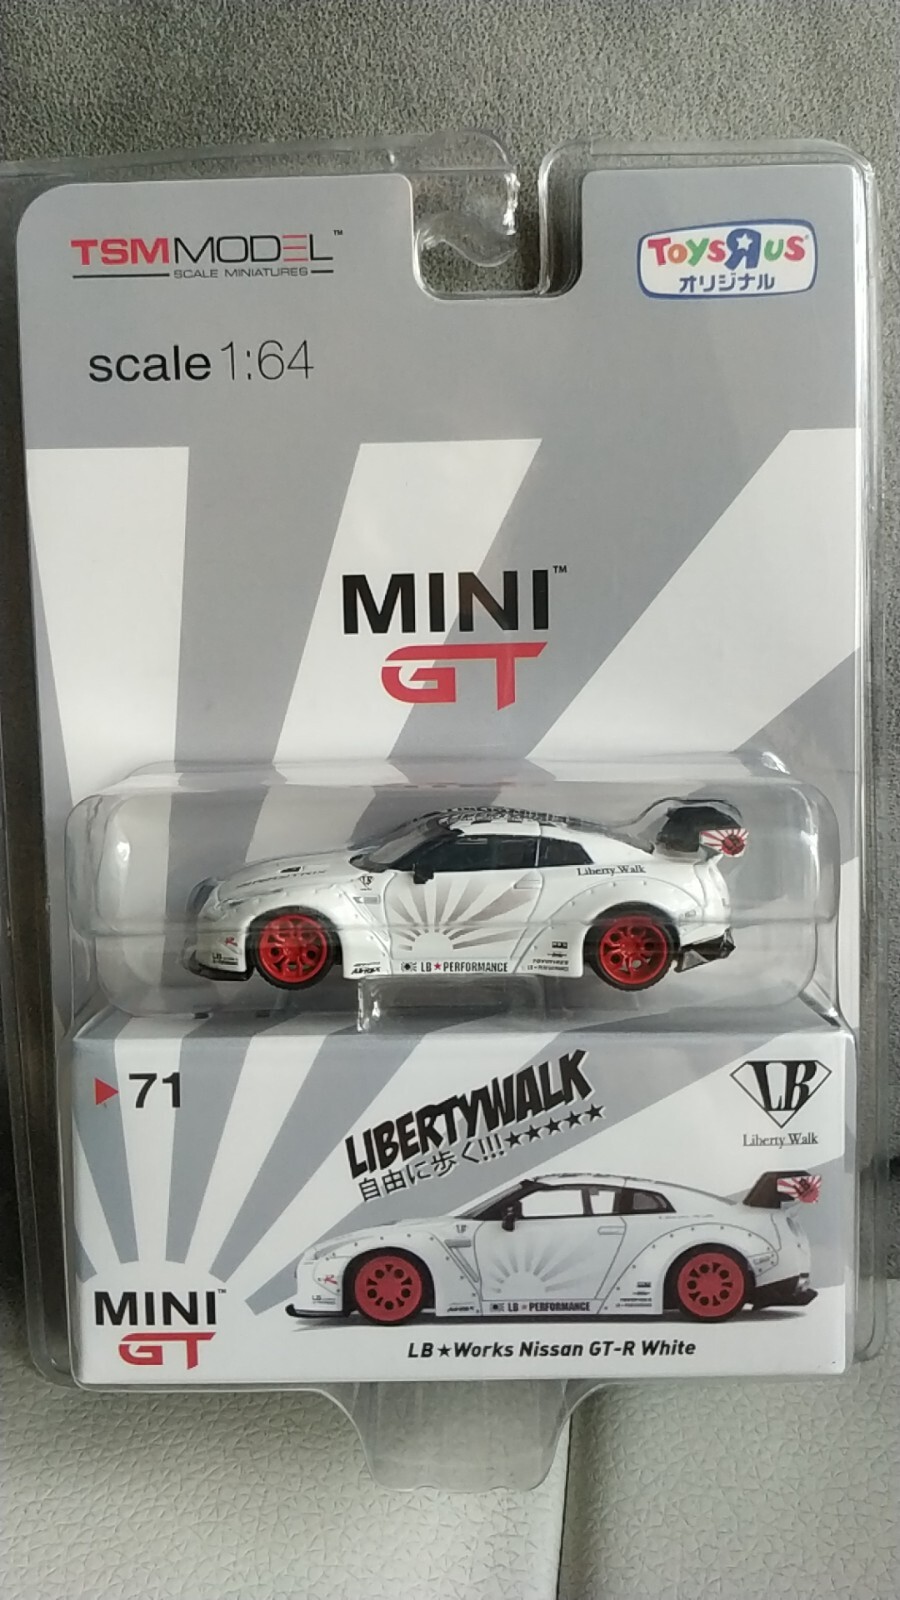 TSMMODEL™
SCALE MINIATURES
TOYSЯUS
オリジナル
scale 1:64
MINI™
GT
Liberty Walk
LB★PERFORMANCE
71
LIBERTYWALK
自由に歩く!!!★★★★★
LB
Liberty Walk
LB★PERFORMANCE
MINI™
GT
LB★Works Nissan GT-R White